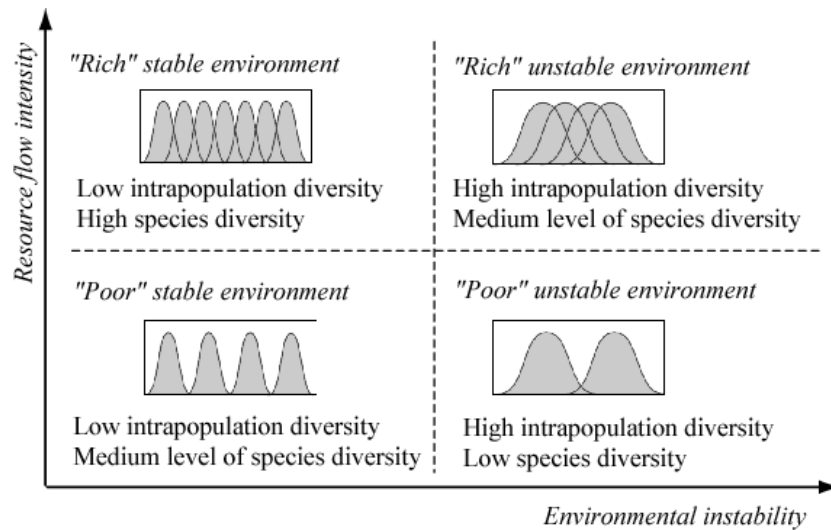 Resource flow intensity
"Rich" stable environment
Low intrapopulation diversity
High species diversity
"Rich" unstable environment
High intrapopulation diversity
Medium level of species diversity
"Poor" stable environment
Low intrapopulation diversity
Medium level of species diversity
"Poor" unstable environment
High intrapopulation diversity
Low species diversity
Environmental instability